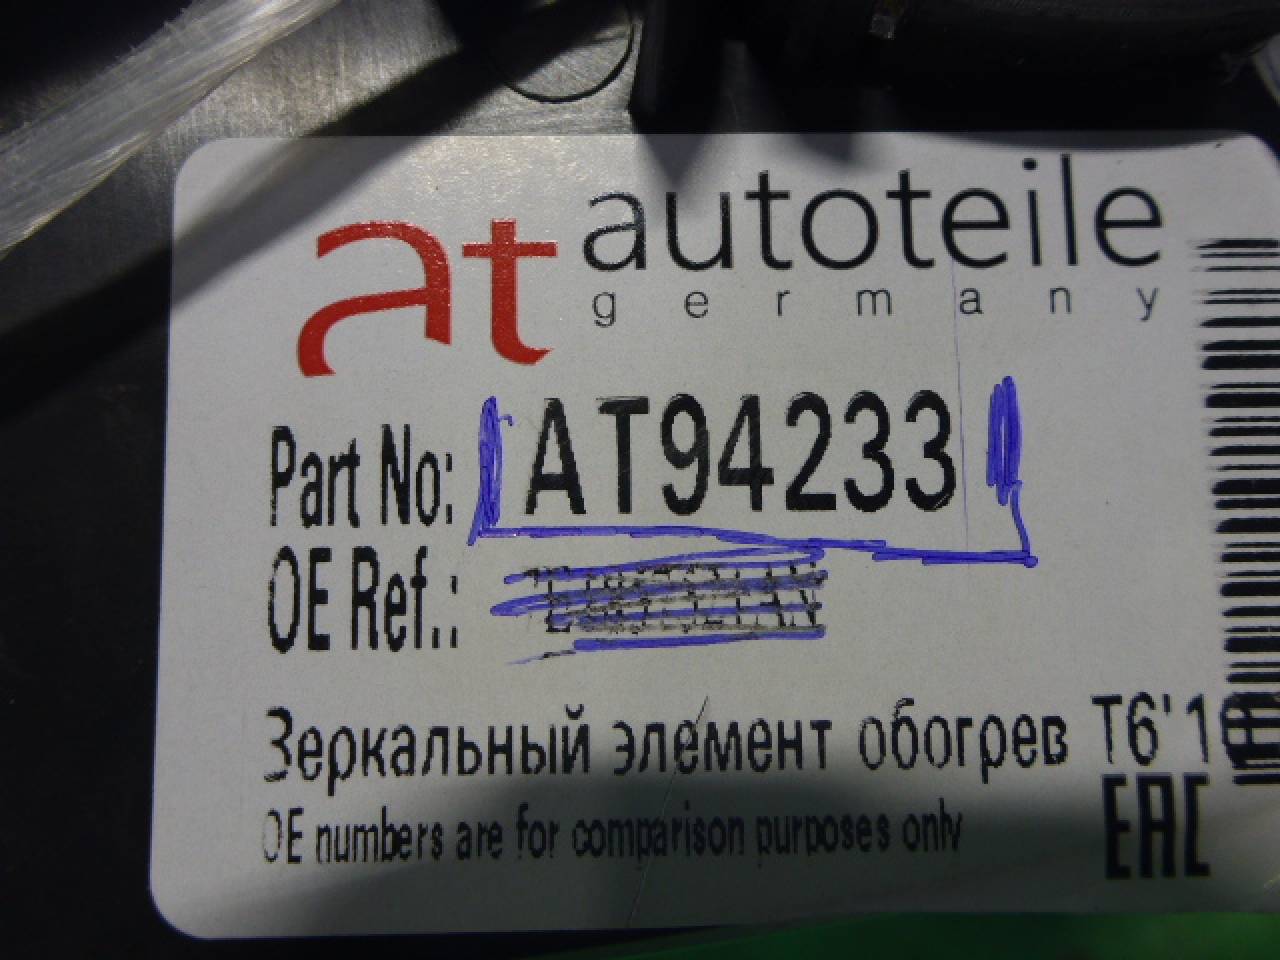 at autoteile
germany
Part No: AT94233
OE Ref.:
Зеркальный элемент обогрев T6'10
OE numbers are for comparison purposes only
EAC